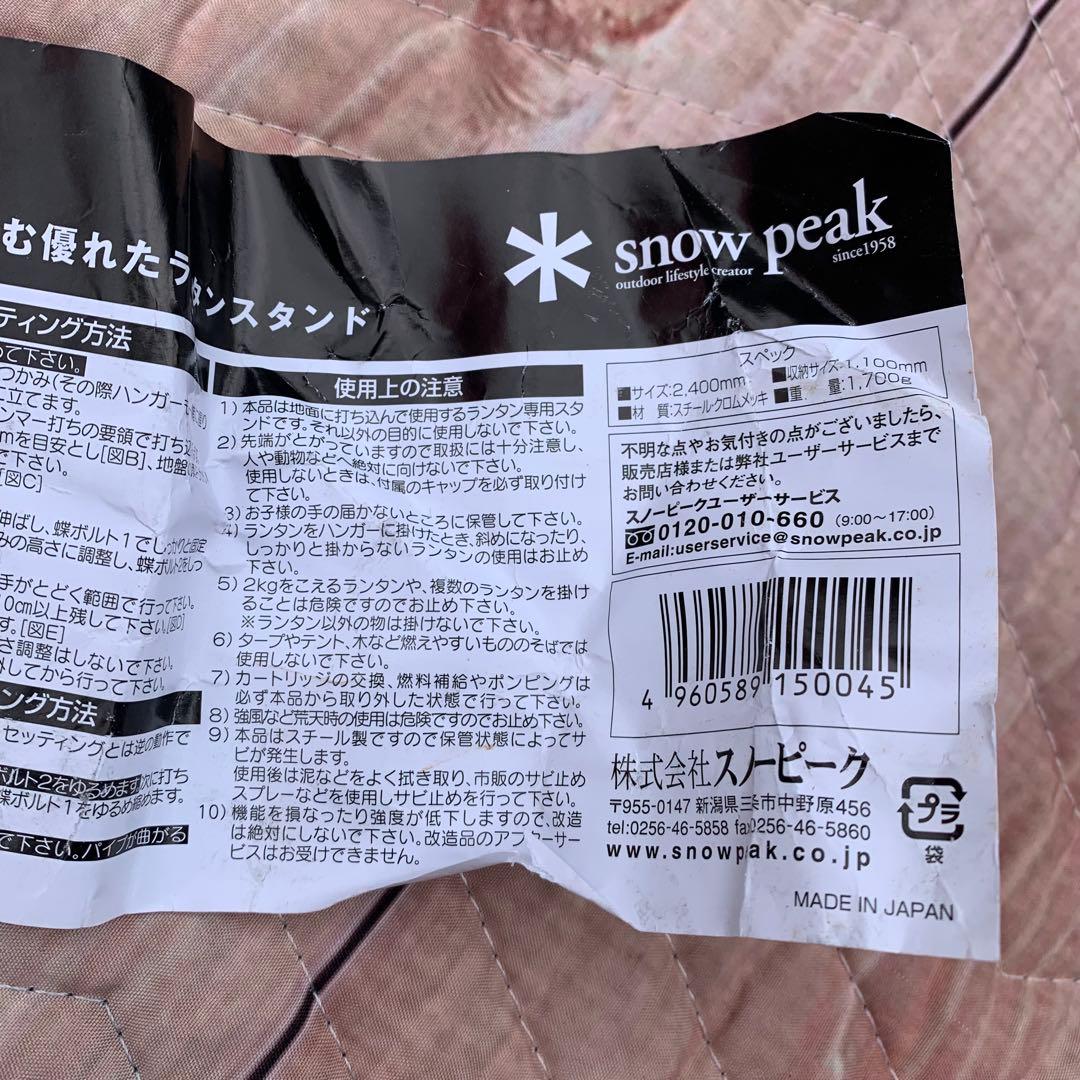 む優れたランタンスタンド
snow peak
outdoor lifestyle creator
since1958
ティング方法
って下さい。
つかみ(その際ハンガーも
に立てます。
ンマー打ちの要領で打ち込
mを目安とし[図B]、地盤
下さい。
[図C]
伸ばし、蝶ボルト1でしっかりと固定
みの高さに調整し、蝶ボルト2をしっ
手がとどく範囲で行って下さい。
10cm以上残して下さい。[図D]
す。[図E]
さ調整はしないで下さい。
外してから行って下さい。
ング方法
セッティングとは逆の動作で
ボルト2をゆるめます。次に打ち
蝶ボルト1をゆるめ縮めます。
で下さい。パイプが曲がる
使用上の注意
1) 本品は地面に打ち込んで使用するランタン専用スタ
ンドです。それ以外の目的に使用しないで下さい。
2) 先端がとがっていますので取扱には十分注意し、
人や動物などへ絶対に向けないで下さい。
使用しないときは、付属のキャップを必ず取り付け
て下さい。
3) お子様の手の届かないところに保管して下さい。
4) ランタンをハンガーに掛けたとき、斜めになったり、
しっかりと掛からないランタンの使用はお止め
下さい。
5) 2kgをこえるランタンや、複数のランタンを掛け
ることは危険ですのでお止め下さい。
※ランタン以外の物は掛けないで下さい。
6) タープやテント、木など燃えやすいもののそばでは
使用しないで下さい。
7) カートリッジの交換、燃料補給やポンピングは
必ず本品から取り外した状態で行って下さい。
8) 強風など荒天時の使用は危険ですのでお止め下さい。
9) 本品はスチール製ですので保管状態によってサ
ビが発生します。
使用後は泥などをよく拭き取り、市販のサビ止め
スプレーなどを使用しサビ止めを行って下さい。
10) 機能を損なったり強度が低下しますので、改造
は絶対にしないで下さい。改造品のアフターサー
ビスはお受けできません。
スペック
■サイズ:2,400mm ■収納サイズ:1,100mm
■材 質:スチール・クロムメッキ ■重 量:1,700g
不明な点やお気付きの点がございましたら、
販売店様または弊社ユーザーサービスまで
お問い合わせください。
スノーピークユーザーサービス
0120-010-660 (9:00〜17:00)
E-mail:userservice@snowpeak.co.jp
4 960589 150045
株式会社スノーピーク
〒955-0147 新潟県三条市中野原456
tel:0256-46-5858 fax0256-46-5860
www.snowpeak.co.jp
プラ
袋
MADE IN JAPAN